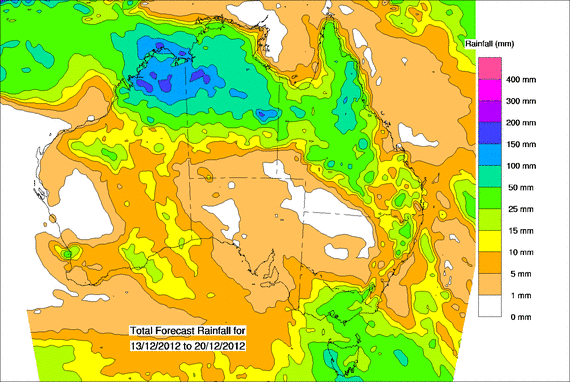 Rainfall (mm)
400 mm
300 mm
200 mm
150 mm
100 mm
50 mm
25 mm
15 mm
10 mm
5 mm
1 mm
0 mm
Total Forecast Rainfall for
13/12/2012 to 20/12/2012